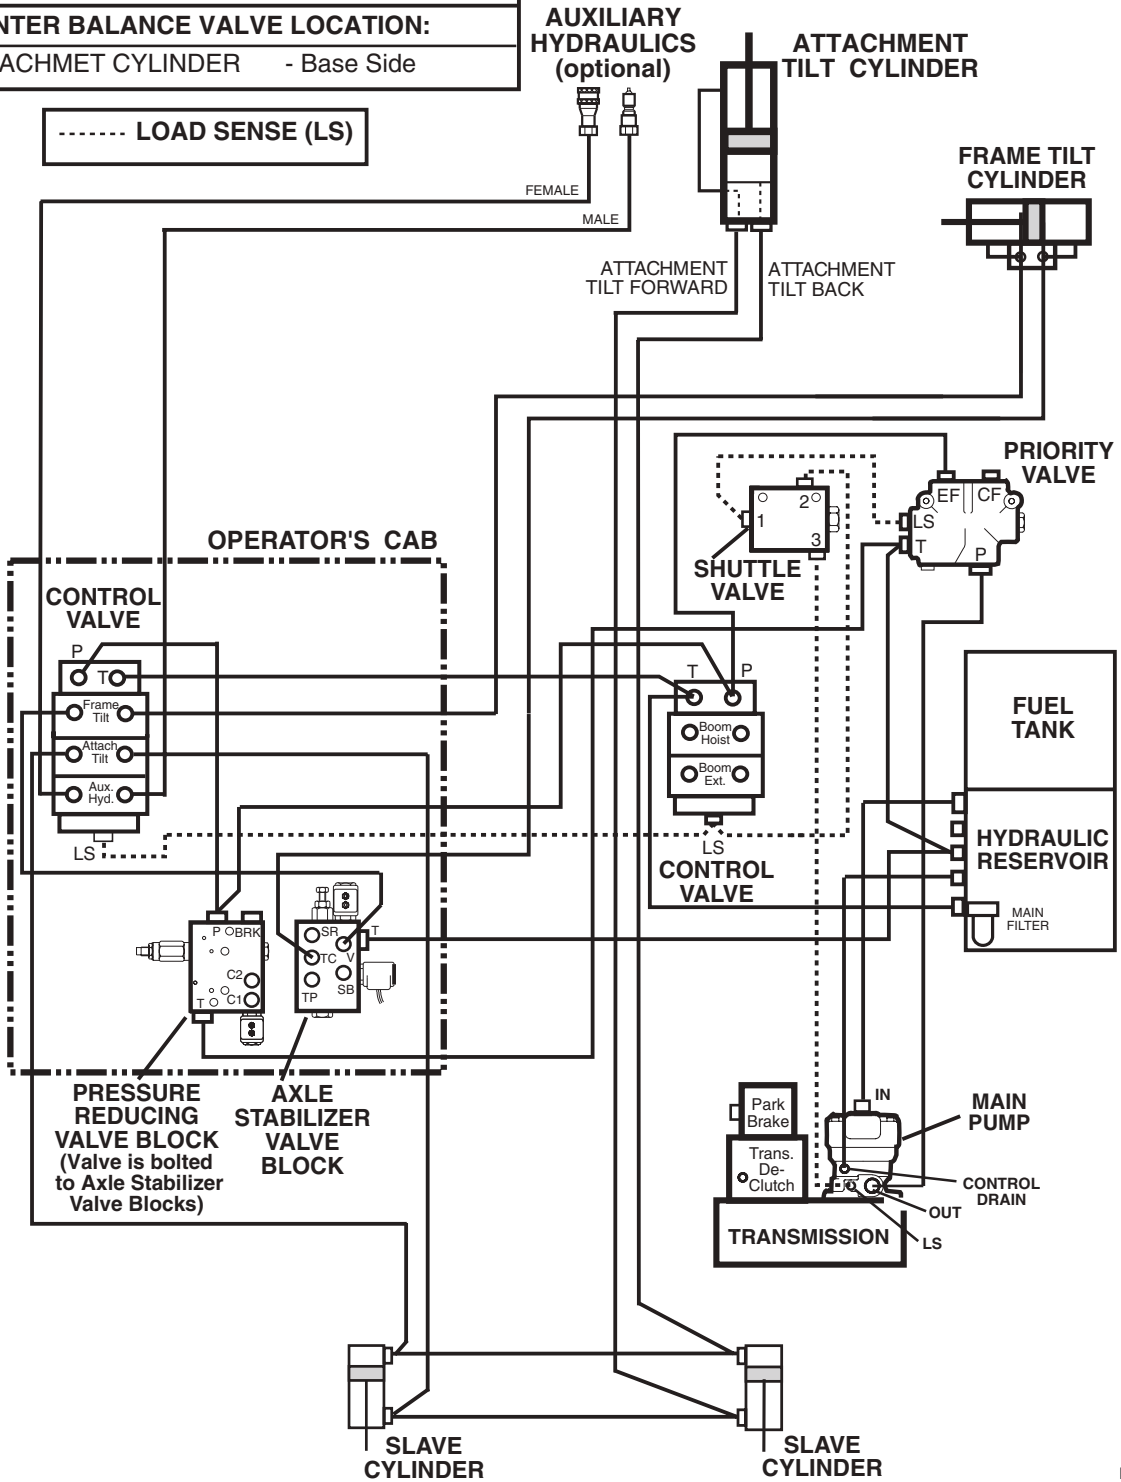 NTER BALANCE VALVE LOCATION:
ACHMET CYLINDER - Base Side
------- LOAD SENSE (LS)
AUXILIARY
HYDRAULICS
(optional)
ATTACHMENT
TILT CYLINDER
FRAME TILT
CYLINDER
FEMALE
MALE
ATTACHMENT
TILT FORWARD
ATTACHMENT
TILT BACK
PRIORITY
VALVE
EF
CF
LS
T
P
1
2
3
SHUTTLE
VALVE
OPERATOR'S CAB
CONTROL
VALVE
P
T
Frame
Tilt
Attach
Tilt
Aux.
Hyd.
LS
T
P
Boom
Hoist
Boom
Ext.
LS
CONTROL
VALVE
FUEL
TANK
HYDRAULIC
RESERVOIR
MAIN
FILTER
P
BRK
C2
C1
T
SR
TC
V
TP
SB
T
PRESSURE
REDUCING
VALVE BLOCK
(Valve is bolted
to Axle Stabilizer
Valve Blocks)
AXLE
STABILIZER
VALVE
BLOCK
Park
Brake
Trans.
De-
Clutch
TRANSMISSION
IN
MAIN
PUMP
CONTROL
DRAIN
OUT
LS
SLAVE
CYLINDER
SLAVE
CYLINDER